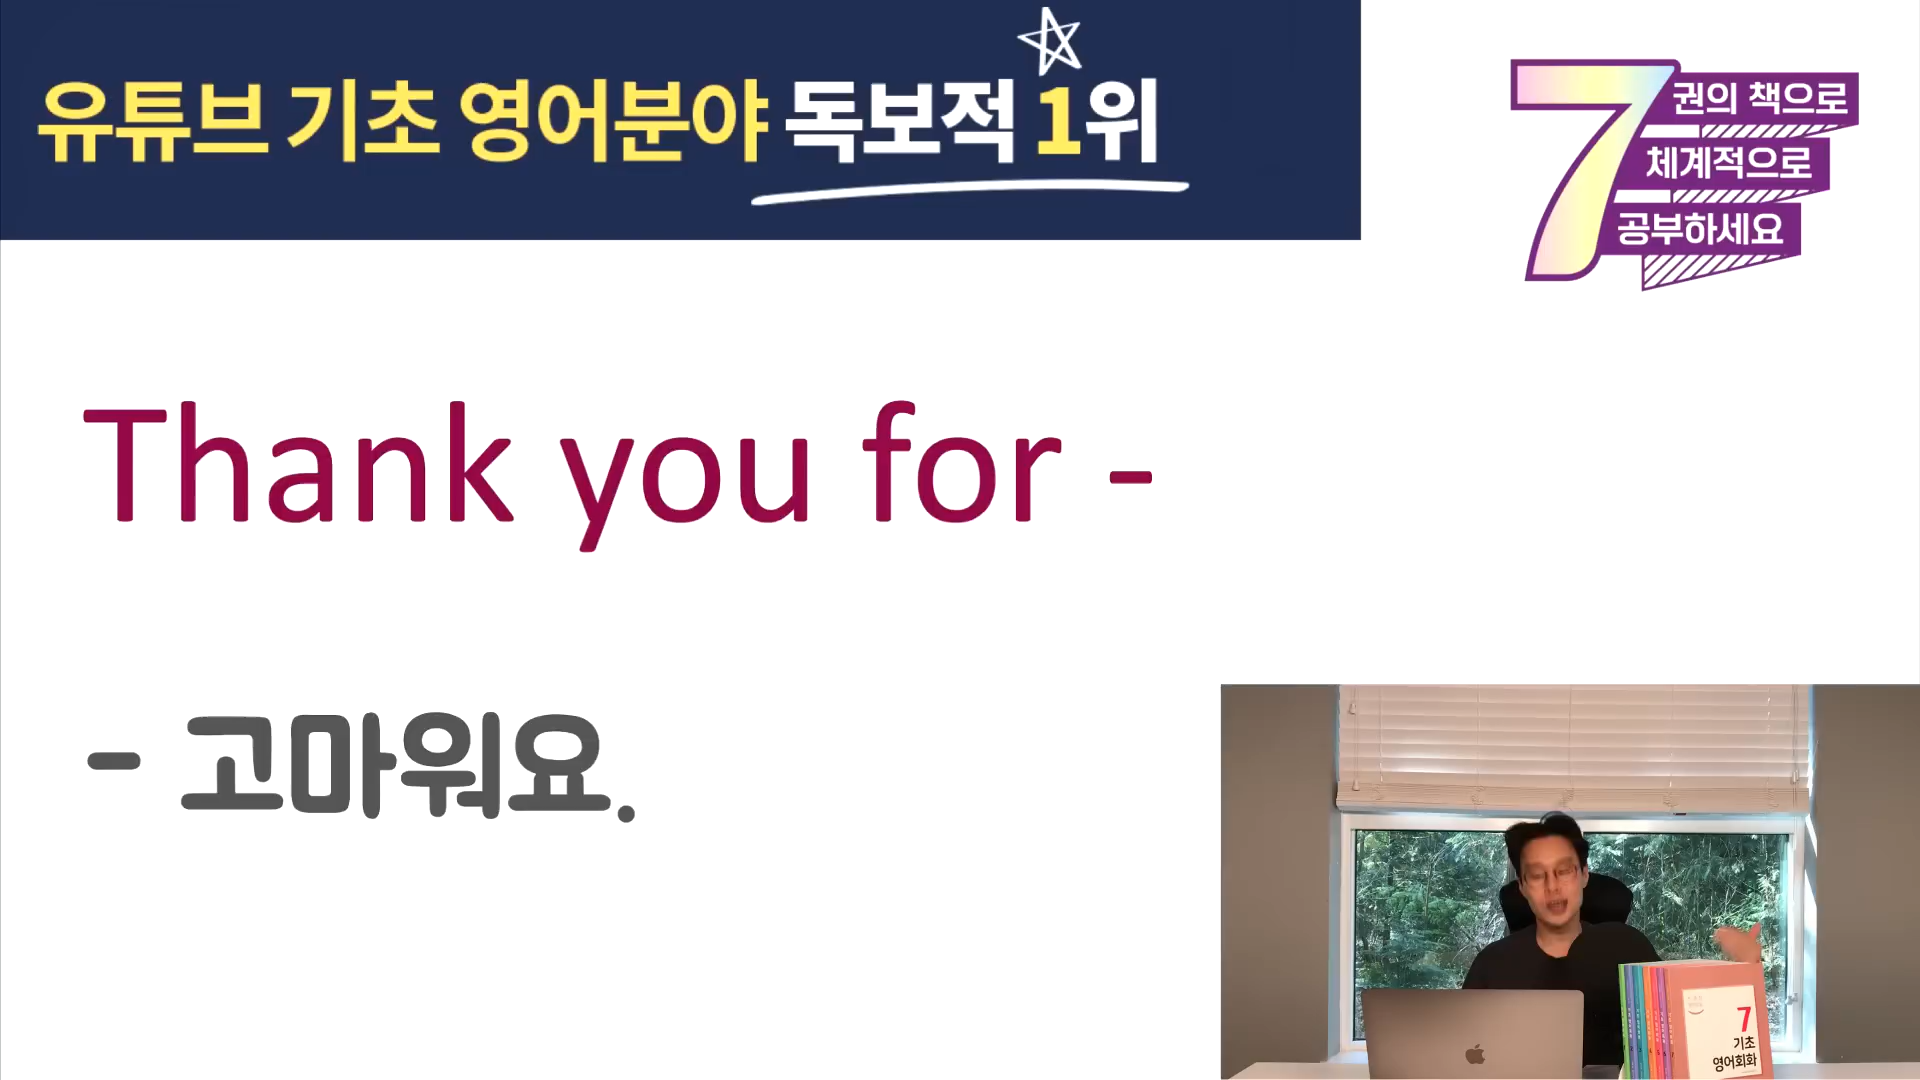 유튜브 기초 영어분야 독보적 1위
7권의 책으로
체계적으로
공부하세요
Thank you for -
- 고마워요.
7
기초
영어회화